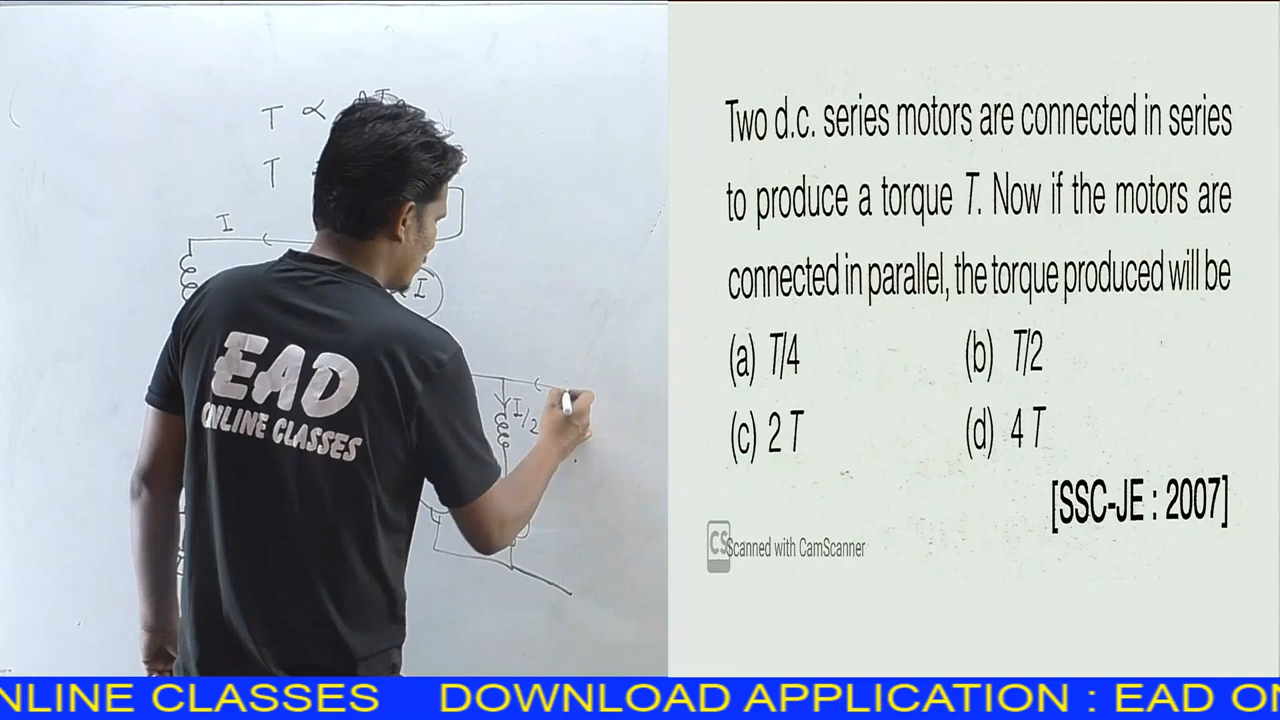 T ∝
T
I
I
I/2
EAD
ONLINE CLASSES
Two d.c. series motors are connected in series
to produce a torque T. Now if the motors are
connected in parallel, the torque produced will be
(a) T/4 (b) T/2
(c) 2 T (d) 4 T
[SSC-JE : 2007]
CS Scanned with CamScanner
NLINE CLASSES DOWNLOAD APPLICATION : EAD ON